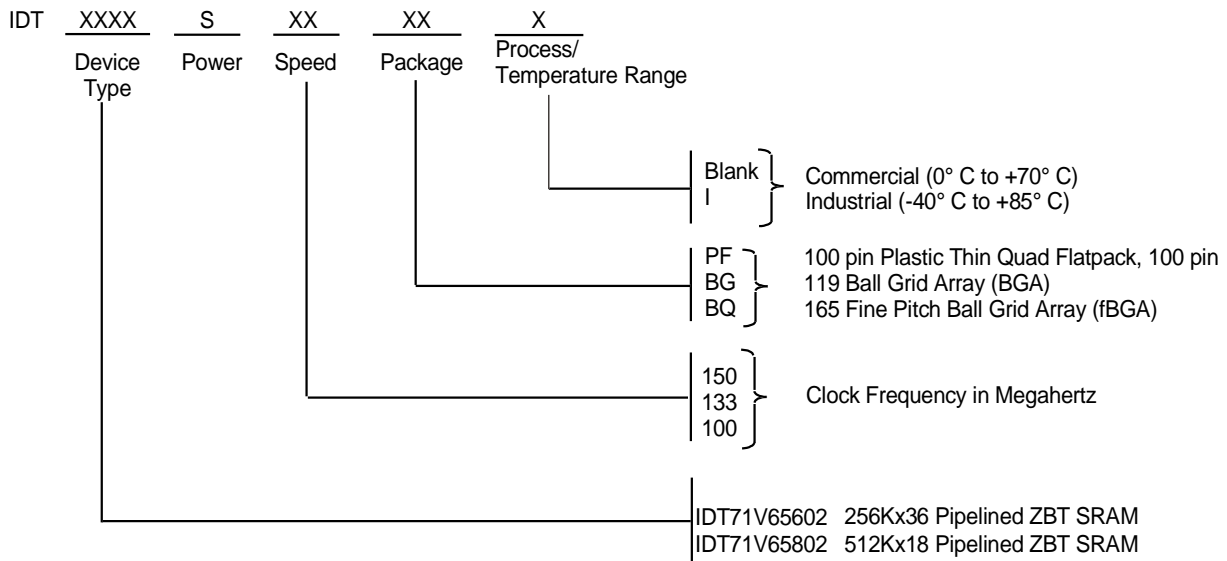 IDT XXXX S XX XX X
Device Type Power Speed Package Process/ Temperature Range
Blank Commercial (0° C to +70° C)
I Industrial (-40° C to +85° C)
PF 100 pin Plastic Thin Quad Flatpack, 100 pin
BG 119 Ball Grid Array (BGA)
BQ 165 Fine Pitch Ball Grid Array (fBGA)
150
133 Clock Frequency in Megahertz
100
IDT71V65602 256Kx36 Pipelined ZBT SRAM
IDT71V65802 512Kx18 Pipelined ZBT SRAM